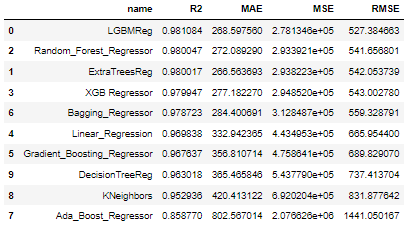 name R2 MAE MSE RMSE
0 LGBMReg 0.981084 268.597560 2.781346e+05 527.384663
2 Random_Forest_Regressor 0.980047 272.089290 2.933921e+05 541.656801
1 ExtraTreesReg 0.980017 266.563693 2.938223e+05 542.053739
3 XGB Regressor 0.979947 277.182270 2.948520e+05 543.002780
6 Bagging_Regressor 0.978723 284.400691 3.128487e+05 559.328791
4 Linear_Regression 0.969838 332.942365 4.434953e+05 665.954400
5 Gradient_Boosting_Regressor 0.967637 356.810714 4.758641e+05 689.829070
9 DecisionTreeReg 0.963018 365.465846 5.437790e+05 737.413704
8 KNeighbors 0.952936 420.413122 6.920204e+05 831.877642
7 Ada_Boost_Regressor 0.858770 802.567014 2.076626e+06 1441.050167